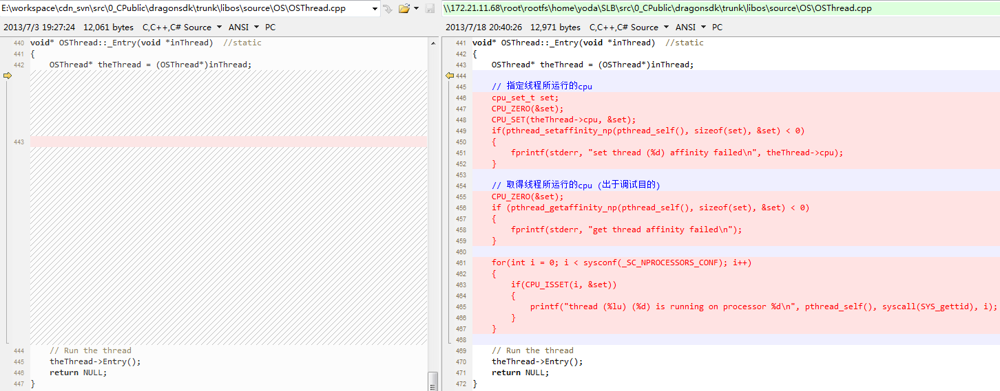 E:\workspace\cdn_svn\src\0_CPublic\dragonsdk\trunk\libos\source\OS\OSThread.cpp
2013/7/3 19:27:24 12,061 bytes C,C++,C# Source ANSI PC
440 void* OSThread::_Entry(void *inThread) //static
441 {
442 OSThread* theThread = (OSThread*)inThread;
443
444 // Run the thread
445 theThread->Entry();
446 return NULL;
447 }
\\172.21.11.68\root\rootfs\home\yoda\SLB\src\0_CPublic\dragonsdk\trunk\libos\source\OS\OSThread.cpp
2013/7/18 20:40:26 12,971 bytes C,C++,C# Source ANSI PC
441 void* OSThread::_Entry(void *inThread) //static
442 {
443 OSThread* theThread = (OSThread*)inThread;
444
445 // 指定线程所运行的cpu
446 cpu_set_t set;
447 CPU_ZERO(&set);
448 CPU_SET(theThread->cpu, &set);
449 if(pthread_setaffinity_np(pthread_self(), sizeof(set), &set) < 0)
450 {
451 fprintf(stderr, "set thread (%d) affinity failed\n", theThread->cpu);
452 }
453
454 // 取得线程所运行的cpu (出于调试目的)
455 CPU_ZERO(&set);
456 if (pthread_getaffinity_np(pthread_self(), sizeof(set), &set) < 0)
457 {
458 fprintf(stderr, "get thread affinity failed\n");
459 }
460
461 for(int i = 0; i < sysconf(_SC_NPROCESSORS_CONF); i++)
462 {
463 if(CPU_ISSET(i, &set))
464 {
465 printf("thread (%lu) (%d) is running on processor %d\n", pthread_self(), syscall(SYS_gettid), i);
466 }
467 }
468
469 // Run the thread
470 theThread->Entry();
471 return NULL;
472 }